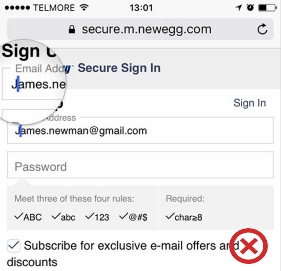 TELMORE 13:01
secure.m.newegg.com
Sign U
Email Addr Secure Sign In
James.ne
Sign In
Address
James.newman@gmail.com
Password
Meet three of these four rules: Required:
ABC abc 123 @#$ char≥8
Subscribe for exclusive e-mail offers and
discounts